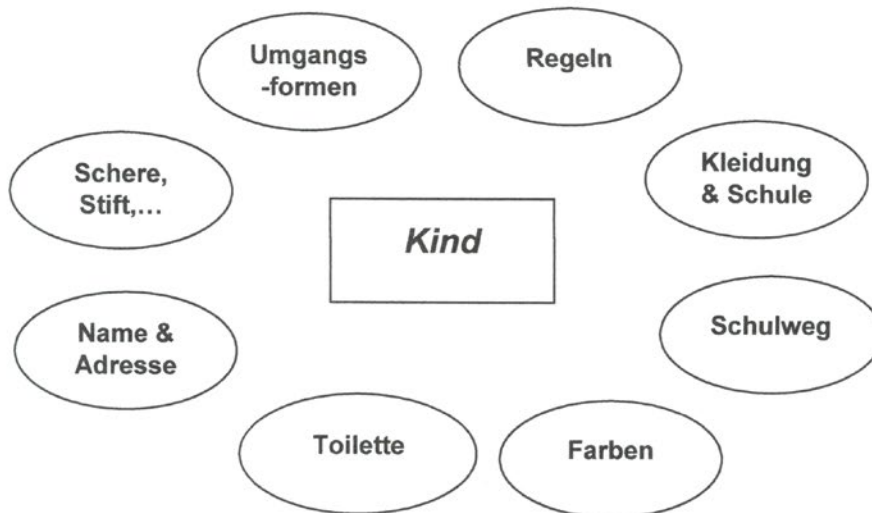 Umgangs
-formen
Regeln
Schere,
Stift,...
Kleidung
& Schule
Kind
Name &
Adresse
Schulweg
Toilette
Farben